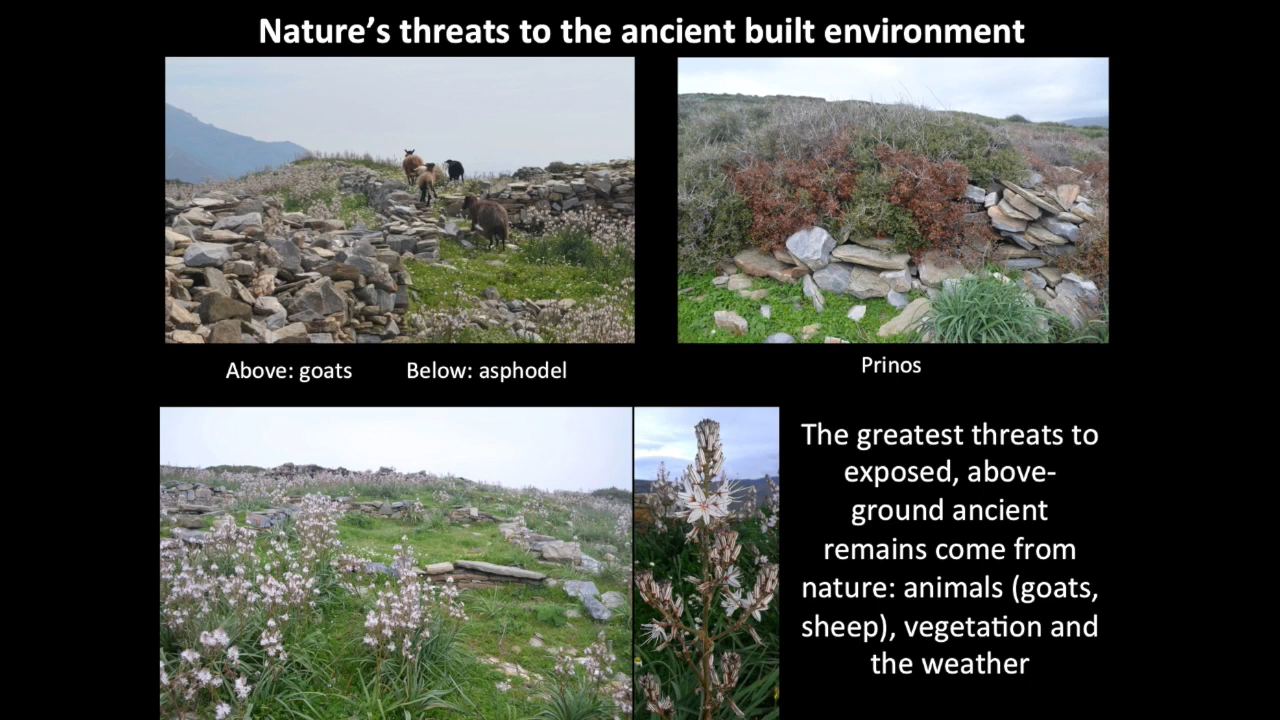 Nature’s threats to the ancient built environment
Above: goats
Below: asphodel
Prinos
The greatest threats to
exposed, above-
ground ancient
remains come from
nature: animals (goats,
sheep), vegetation and
the weather